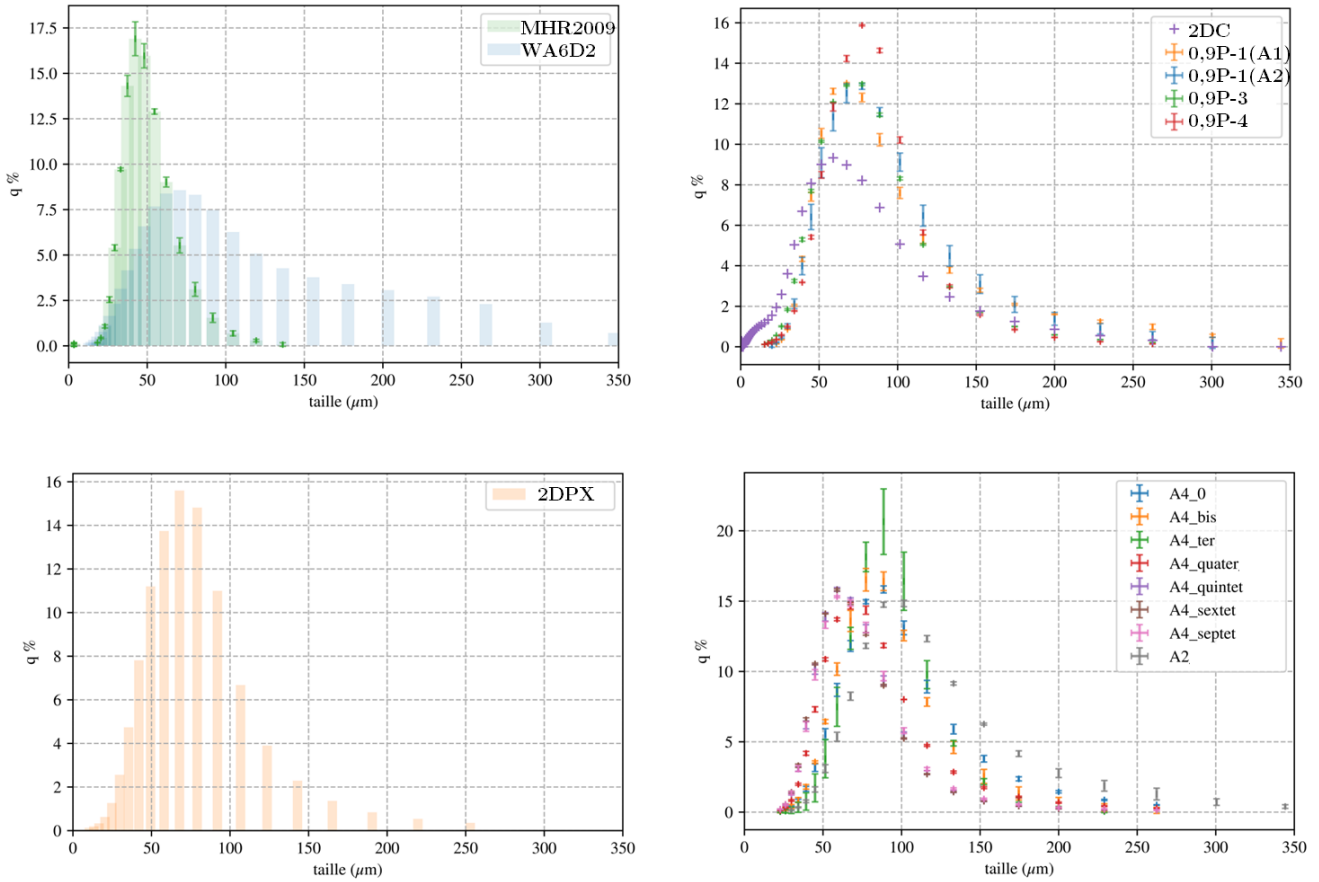 17.5
15.0
12.5
10.0
7.5
5.0
2.5
0.0
q %
MHR2009
WA6D2
0 50 100 150 200 250 300 350
taille (μm)
16
14
12
10
8
6
4
2
0
q %
2DC
0,9P-1(A1)
0,9P-1(A2)
0,9P-3
0,9P-4
0 50 100 150 200 250 300 350
taille (μm)
16
14
12
10
8
6
4
2
0
q %
2DPX
0 50 100 150 200 250 300 350
taille (μm)
20
15
10
5
0
q %
A4_0
A4_bis
A4_ter
A4_quater
A4_quintet
A4_sextet
A4_septet
A2
0 50 100 150 200 250 300 350
taille (μm)